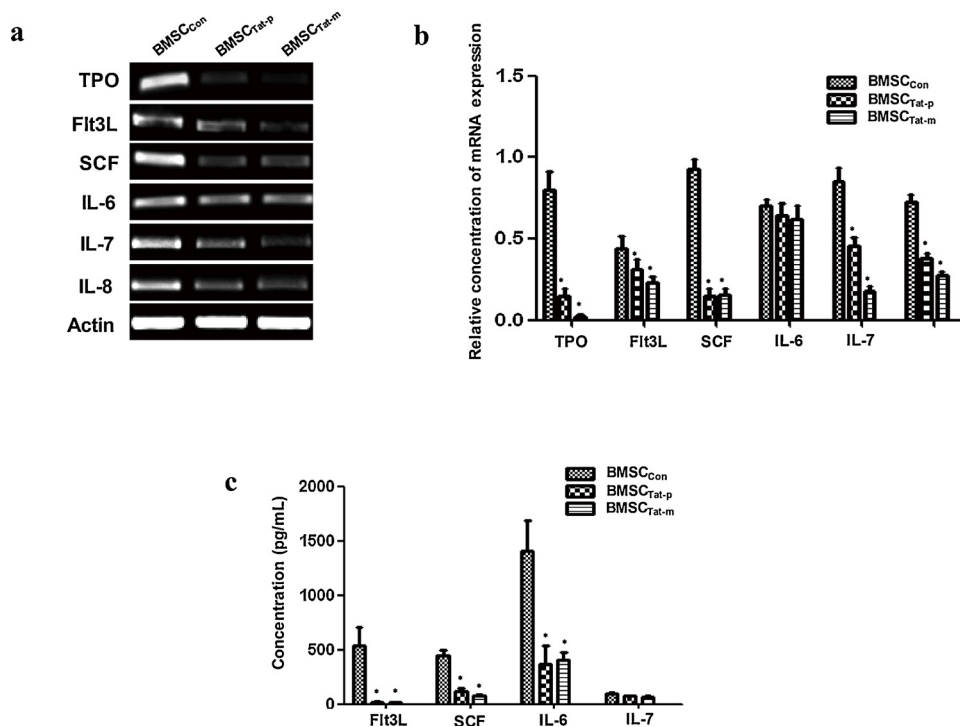 a
BMSCCon
BMSCTat-p
BMSCTat-m
TPO
Flt3L
SCF
IL-6
IL-7
IL-8
Actin
b
Relative concentration of mRNA expression
1.5
1.0
0.5
0.0
BMSCCon
BMSCTat-p
BMSCTat-m
* * * * * * * * * *
TPO Flt3L SCF IL-6 IL-7
c
Concentration (pg/mL)
2000
1500
1000
500
0
BMSCCon
BMSCTat-p
BMSCTat-m
* * * * * *
Flt3L SCF IL-6 IL-7